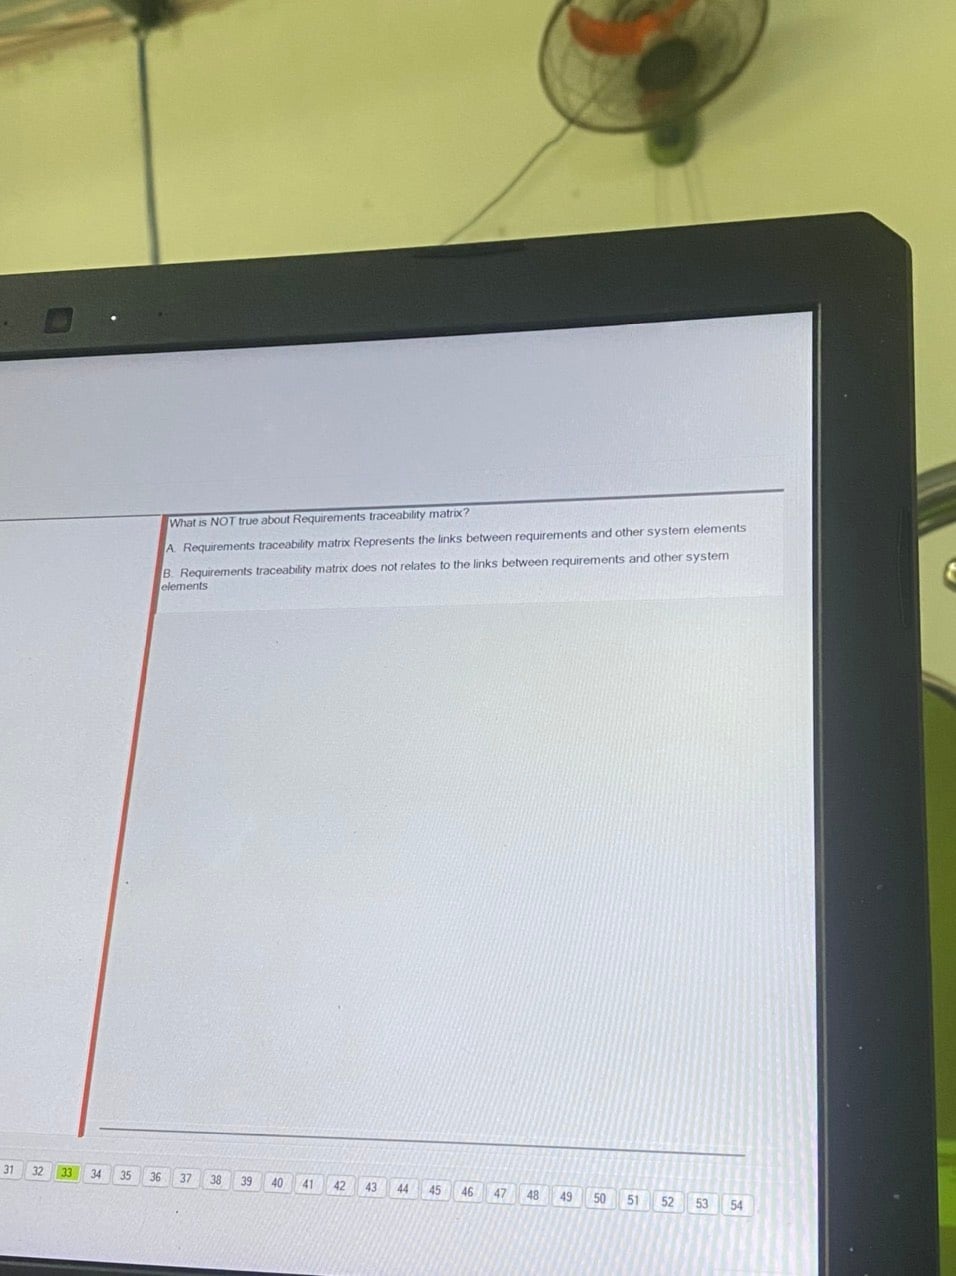 What is NOT true about Requirements traceability matrix?
A. Requirements traceability matrix Represents the links between requirements and other system elements
B. Requirements traceability matrix does not relates to the links between requirements and other system
elements
31 32 33 34 35 36 37 38 39 40 41 42 43 44 45 46 47 48 49 50 51 52 53 54